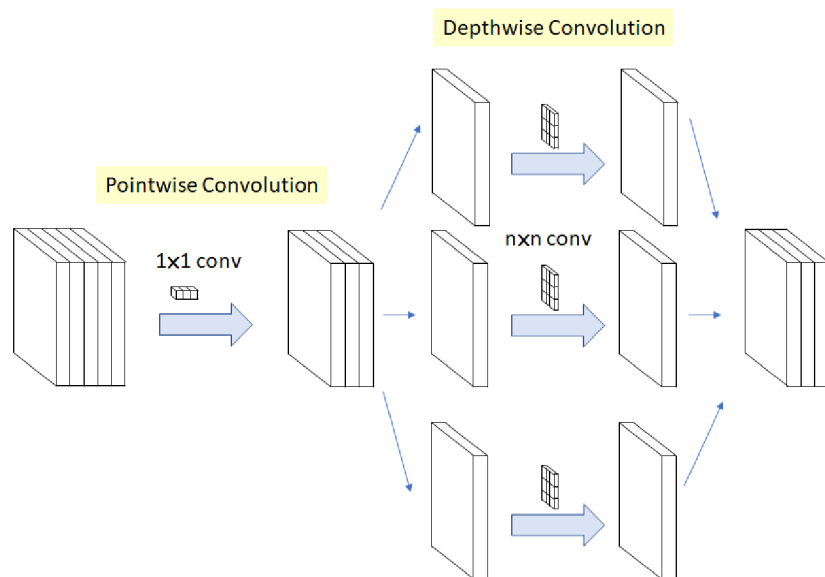 Depthwise Convolution
Pointwise Convolution
1x1 conv
nxn conv